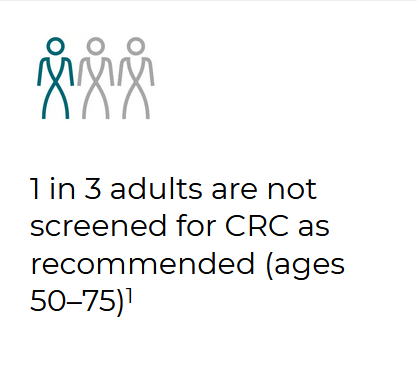 1 in 3 adults are not
screened for CRC as
recommended (ages
50–75)¹